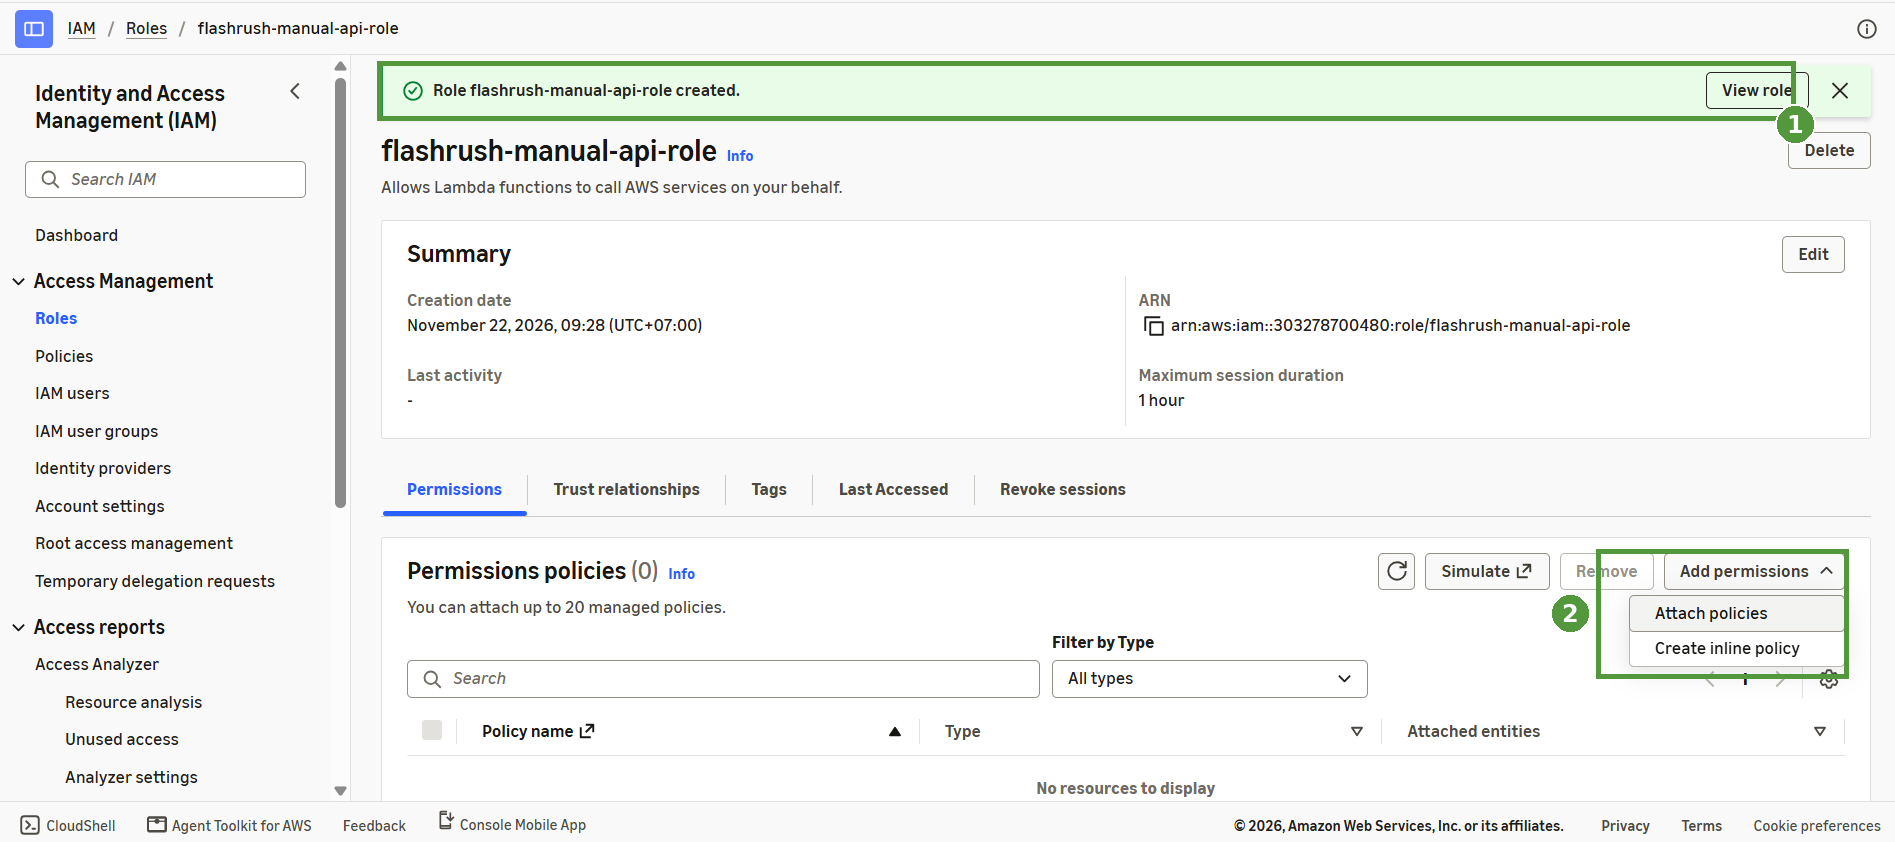 IAM / Roles / flashrush-manual-api-role
Identity and Access
Management (IAM)
Search IAM
Dashboard
Access Management
Roles
Policies
IAM users
IAM user groups
Identity providers
Account settings
Root access management
Temporary delegation requests
Access reports
Access Analyzer
Resource analysis
Unused access
Analyzer settings
Role flashrush-manual-api-role created.
View role
1
flashrush-manual-api-role Info
Delete
Allows Lambda functions to call AWS services on your behalf.
Summary
Edit
Creation date
November 22, 2026, 09:28 (UTC+07:00)
ARN
arn:aws:iam::303278700480:role/flashrush-manual-api-role
Last activity
-
Maximum session duration
1 hour
Permissions
Trust relationships
Tags
Last Accessed
Revoke sessions
Permissions policies (0) Info
Simulate
Remove
Add permissions
You can attach up to 20 managed policies.
2
Attach policies
Create inline policy
Filter by Type
Search
All types
1
Policy name
Type
Attached entities
No resources to display
CloudShell
Agent Toolkit for AWS
Feedback
Console Mobile App
© 2026, Amazon Web Services, Inc. or its affiliates.
Privacy
Terms
Cookie preferences